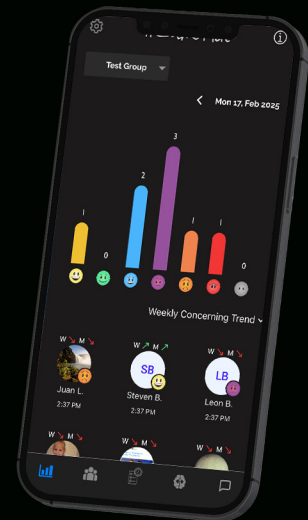 Test Group
Mon 17, Feb 2025
3
2
1
1 1
0
0
Weekly Concerning Trend
W M
W M
W M
SB
LB
Juan L.
Steven B.
Leon B.
2:37 PM
2:37 PM
2:37 PM
W M
W M
W M